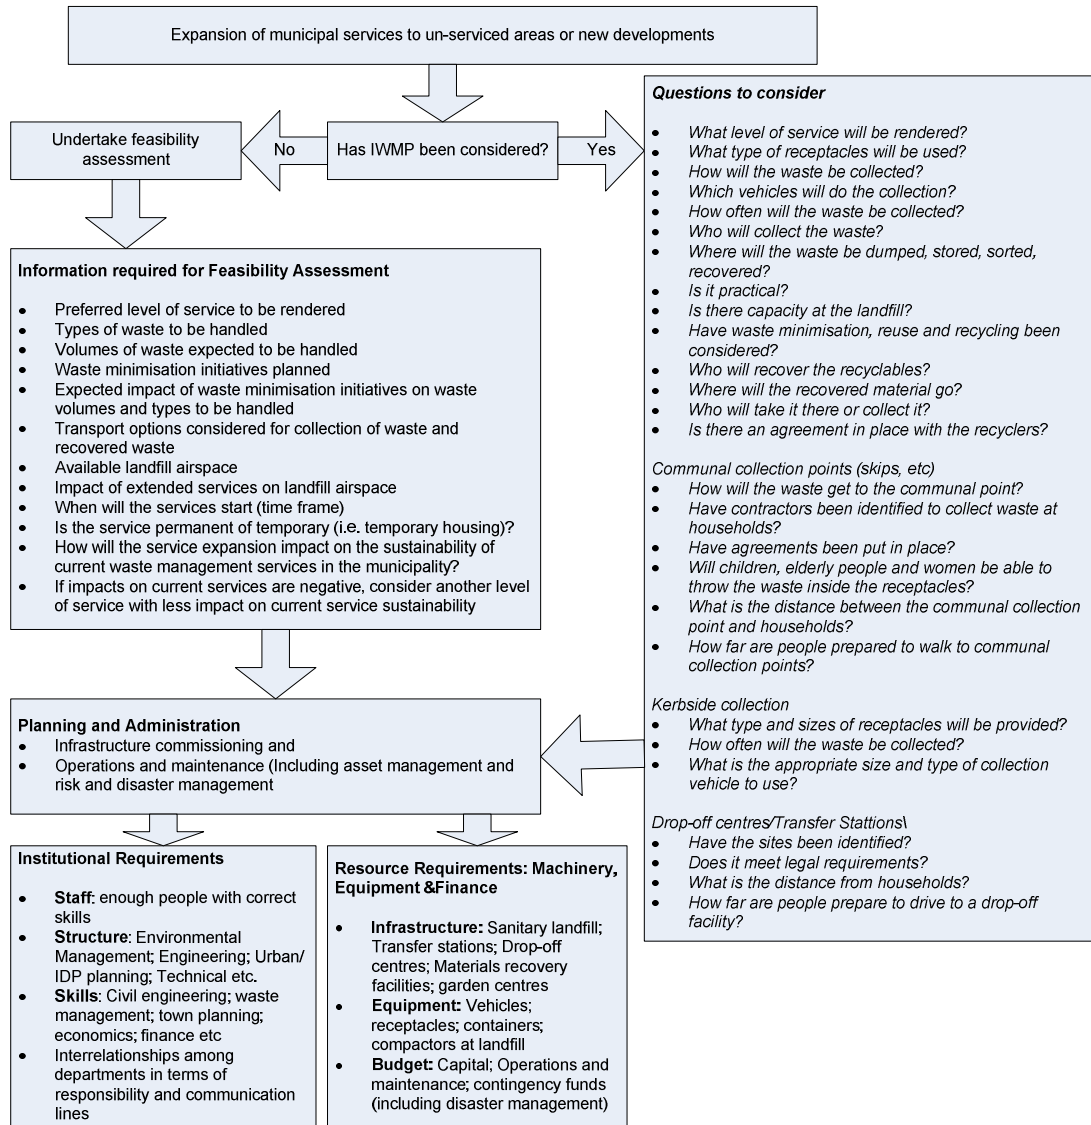 Expansion of municipal services to un-serviced areas or new developments
Undertake feasibility
assessment
No
Has IWMP been considered?
Yes
Information required for Feasibility Assessment
• Preferred level of service to be rendered
• Types of waste to be handled
• Volumes of waste expected to be handled
• Waste minimisation initiatives planned
• Expected impact of waste minimisation initiatives on waste
volumes and types to be handled
• Transport options considered for collection of waste and
recovered waste
• Available landfill airspace
• Impact of extended services on landfill airspace
• When will the services start (time frame)
• Is the service permanent of temporary (i.e. temporary housing)?
• How will the service expansion impact on the sustainability of
current waste management services in the municipality?
• If impacts on current services are negative, consider another level
of service with less impact on current service sustainability
Questions to consider
• What level of service will be rendered?
• What type of receptacles will be used?
• How will the waste be collected?
• Which vehicles will do the collection?
• How often will the waste be collected?
• Who will collect the waste?
• Where will the waste be dumped, stored, sorted,
recovered?
• Is it practical?
• Is there capacity at the landfill?
• Have waste minimisation, reuse and recycling been
considered?
• Who will recover the recyclables?
• Where will the recovered material go?
• Who will take it there or collect it?
• Is there an agreement in place with the recyclers?
Communal collection points (skips, etc)
• How will the waste get to the communal point?
• Have contractors been identified to collect waste at
households?
• Have agreements been put in place?
• Will children, elderly people and women be able to
throw the waste inside the receptacles?
• What is the distance between the communal collection
point and households?
• How far are people prepared to walk to communal
collection points?
Kerbside collection
• What type and sizes of receptacles will be provided?
• How often will the waste be collected?
• What is the appropriate size and type of collection
vehicle to use?
Drop-off centres/Transfer Stattions\
• Have the sites been identified?
• Does it meet legal requirements?
• What is the distance from households?
• How far are people prepare to drive to a drop-off
facility?
Planning and Administration
• Infrastructure commissioning and
• Operations and maintenance (Including asset management and
risk and disaster management
Institutional Requirements
• Staff: enough people with correct
skills
• Structure: Environmental
Management; Engineering; Urban/
IDP planning; Technical etc.
• Skills: Civil engineering; waste
management; town planning;
economics; finance etc
• Interrelationships among
departments in terms of
responsibility and communication
lines
Resource Requirements: Machinery,
Equipment &Finance
• Infrastructure: Sanitary landfill;
Transfer stations; Drop-off
centres; Materials recovery
facilities; garden centres
• Equipment: Vehicles;
receptacles; containers;
compactors at landfill
• Budget: Capital; Operations and
maintenance; contingency funds
(including disaster management)